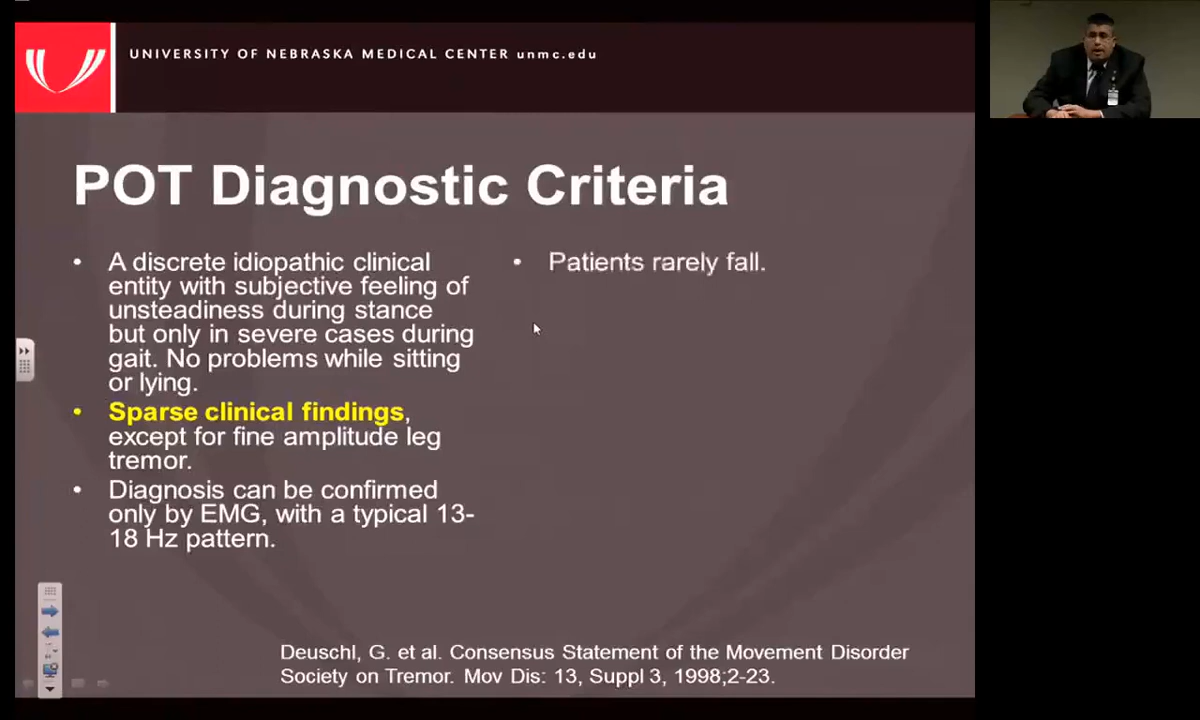 UNIVERSITY OF NEBRASKA MEDICAL CENTER unmc.edu
POT Diagnostic Criteria
• A discrete idiopathic clinical
entity with subjective feeling of
unsteadiness during stance
but only in severe cases during
gait. No problems while sitting
or lying.
• Sparse clinical findings,
except for fine amplitude leg
tremor.
• Diagnosis can be confirmed
only by EMG, with a typical 13-
18 Hz pattern.
• Patients rarely fall.
Deuschl, G. et al. Consensus Statement of the Movement Disorder
Society on Tremor. Mov Dis: 13, Suppl 3, 1998;2-23.